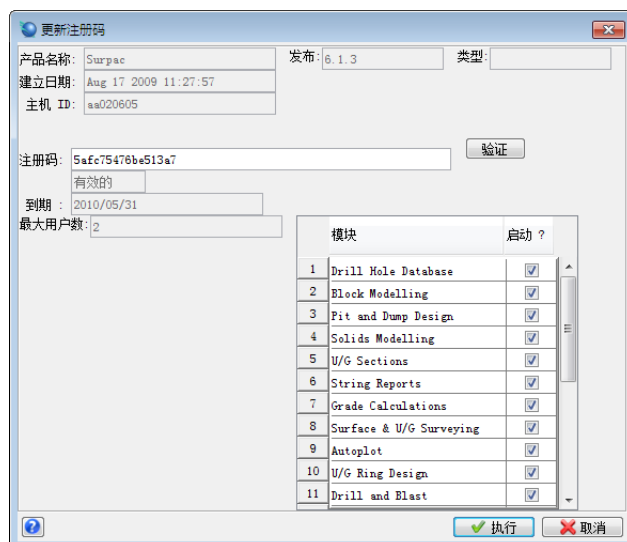 更新注册码
产品名称: Surpac 发布: 6.1.3 类型:
建立日期: Aug 17 2009 11:27:57
主机 ID: aa020605
注册码: 5afc75476be513a7 验证
有效的
到期 : 2010/05/31
最大用户数: 2
模块 启动 ?
1 Drill Hole Database
2 Block Modelling
3 Pit and Dump Design
4 Solids Modelling
5 U/G Sections
6 String Reports
7 Grade Calculations
8 Surface & U/G Surveying
9 Autoplot
10 U/G Ring Design
11 Drill and Blast
执行 取消